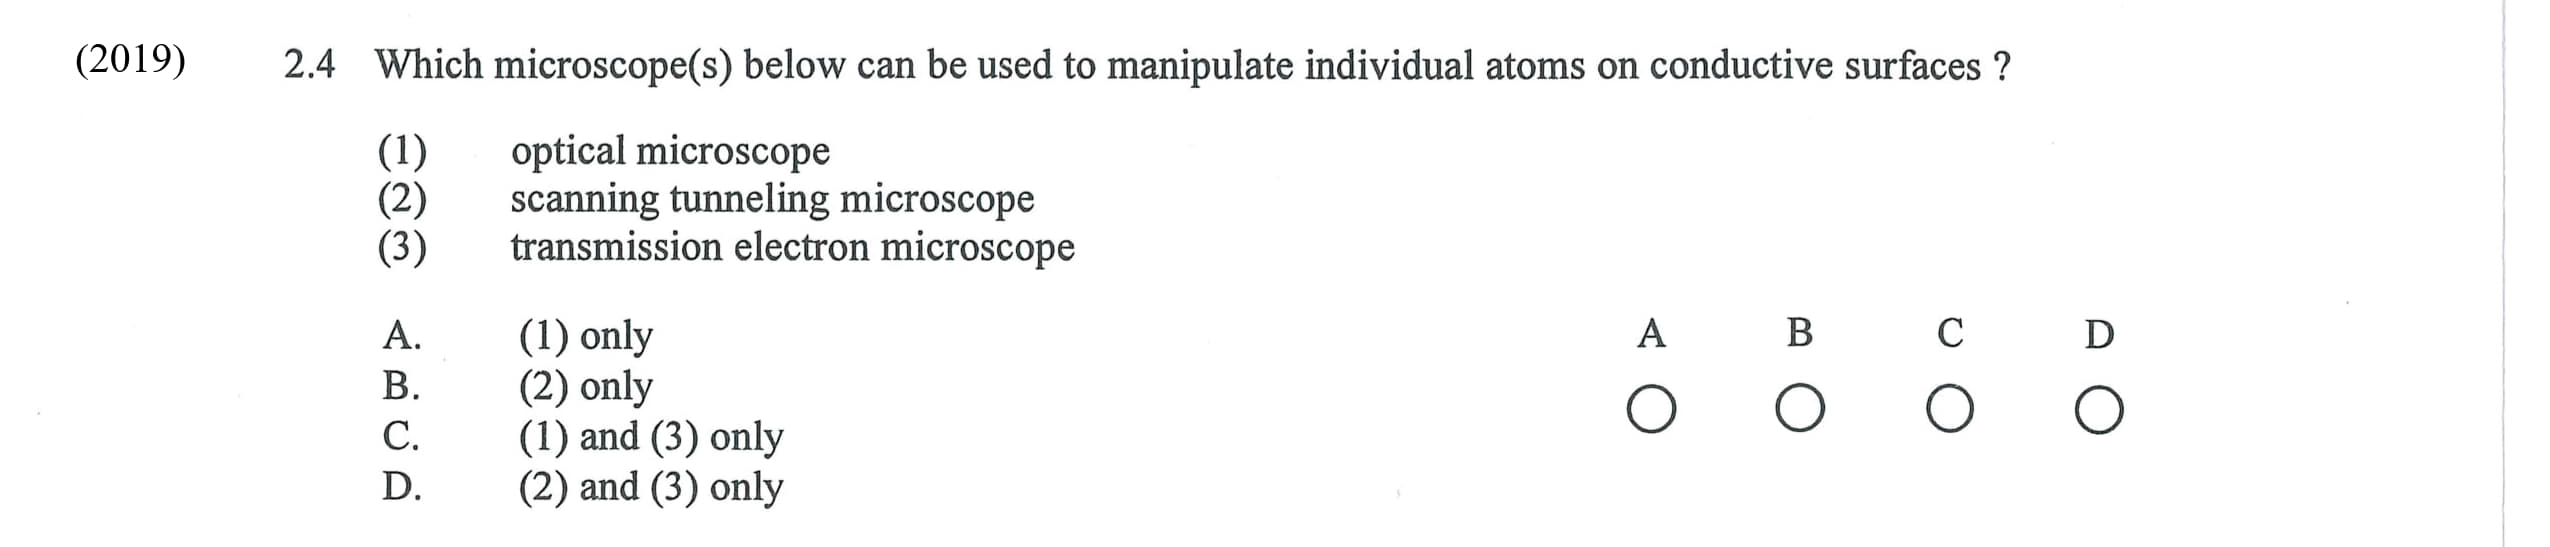 (2019) 2.4 Which microscope(s) below can be used to manipulate individual atoms on conductive surfaces ?
(1) optical microscope
(2) scanning tunneling microscope
(3) transmission electron microscope
A. (1) only A B C D
B. (2) only
C. (1) and (3) only
D. (2) and (3) only